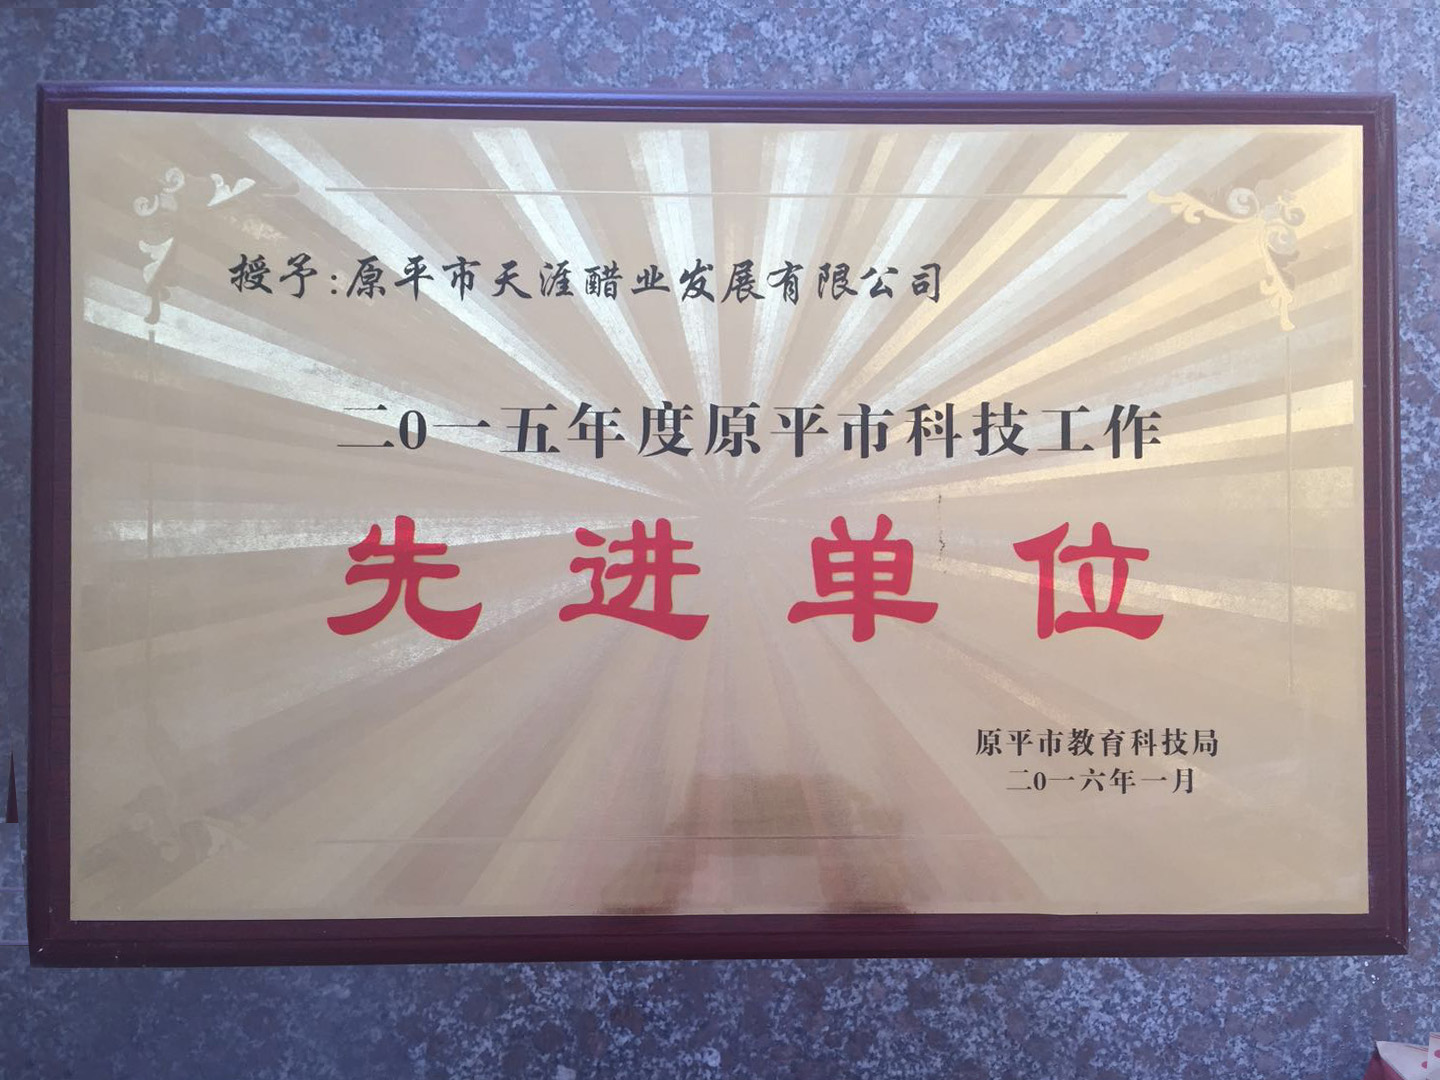 授予:原平市天涯醋业发展有限公司
二0一五年度原平市科技工作
先进单位
原平市教育科技局
二0一六年一月